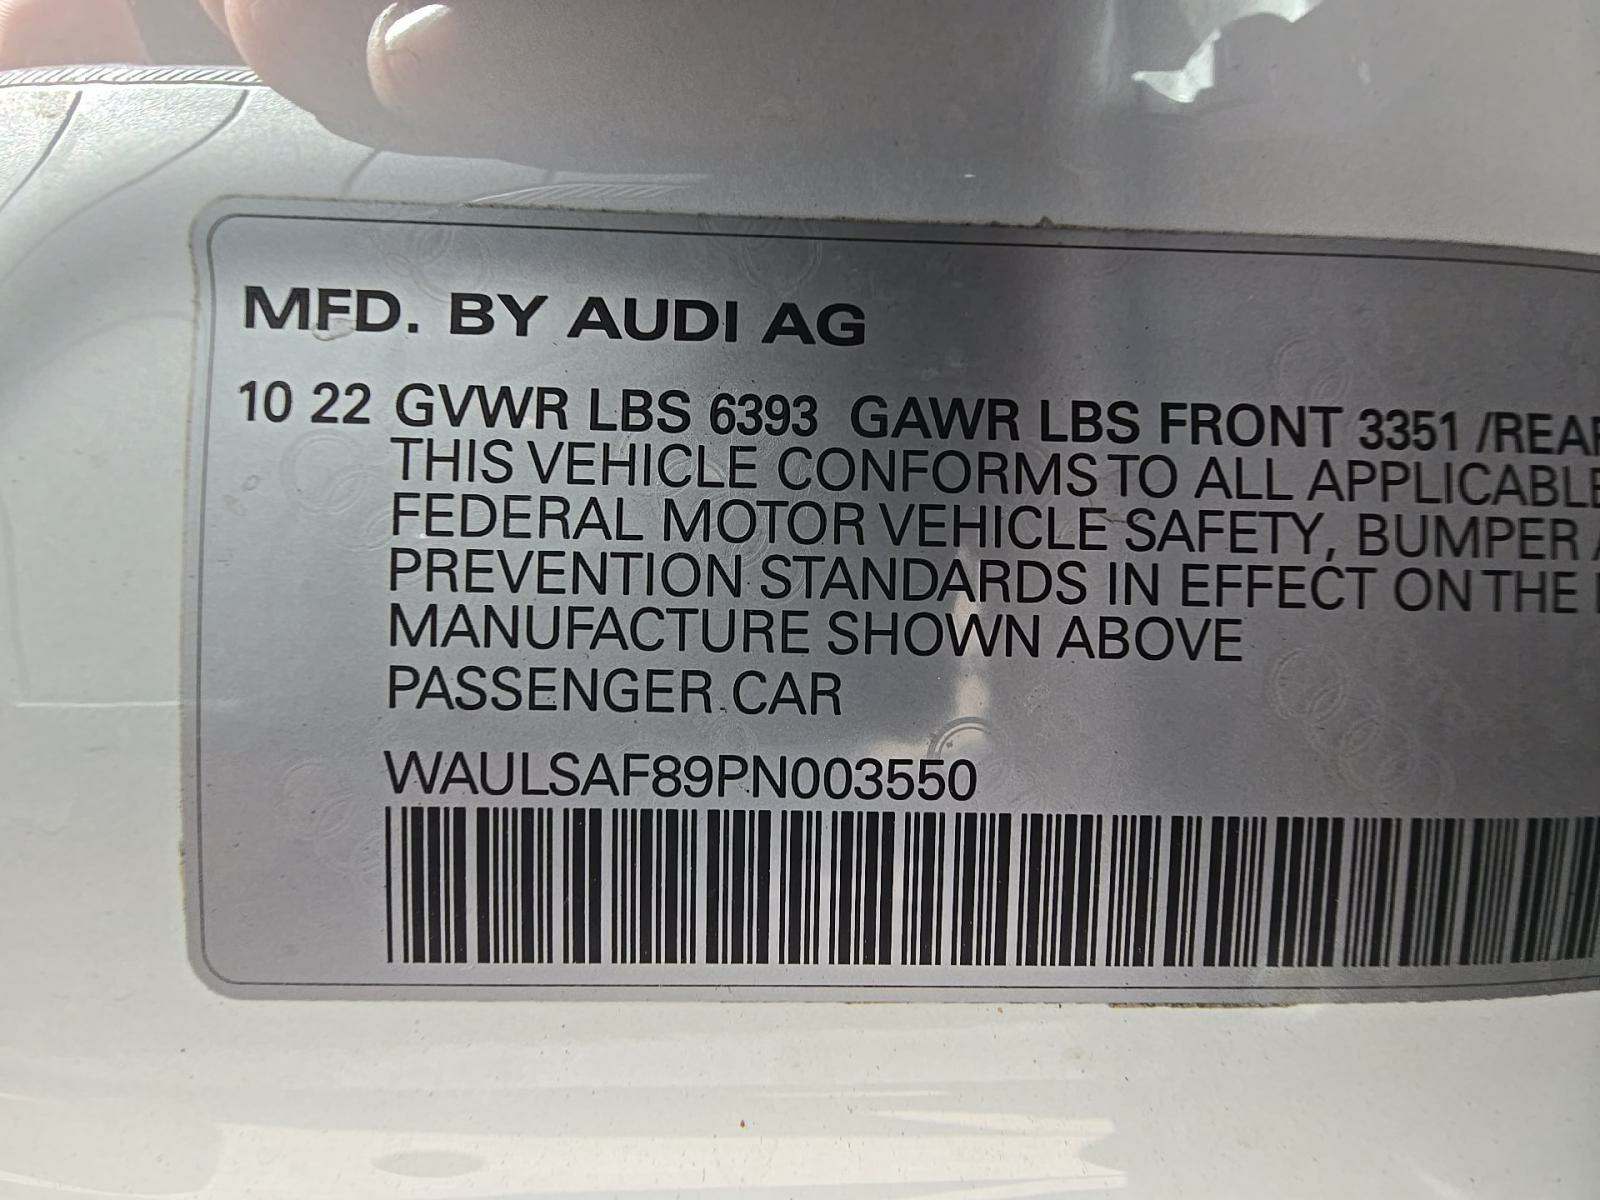 MFD. BY AUDI AG
10 22 GVWR LBS 6393 GAWR LBS FRONT 3351 /REAR
THIS VEHICLE CONFORMS TO ALL APPLICABLE
FEDERAL MOTOR VEHICLE SAFETY, BUMPER
PREVENTION STANDARDS IN EFFECT ON THE
MANUFACTURE SHOWN ABOVE
PASSENGER CAR
WAULSAF89PN003550